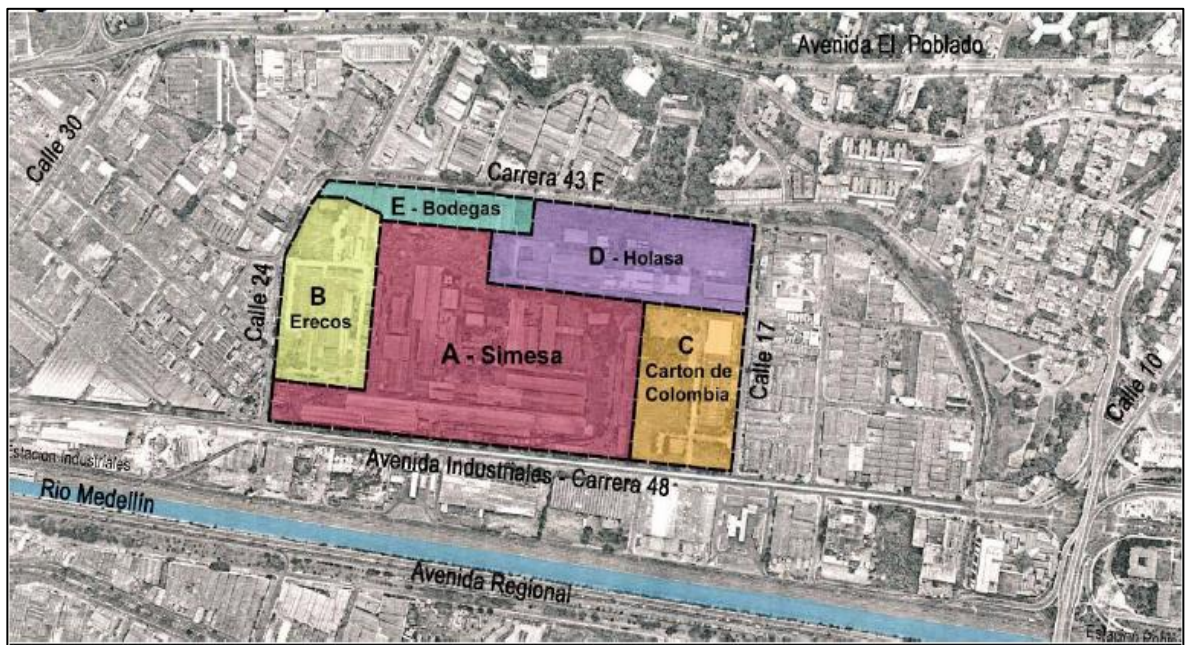 Avenida El Poblado
Calle 30
Carrera 43 F
E - Bodegas
D - Holasa
B
Erecos
Calle 24
A - Simesa
C
Carton de
Colombia
Calle 17
Calle 10
Estacion Industriales
Avenida Industriales - Carrera 48
Rio Medellín
Avenida Regional